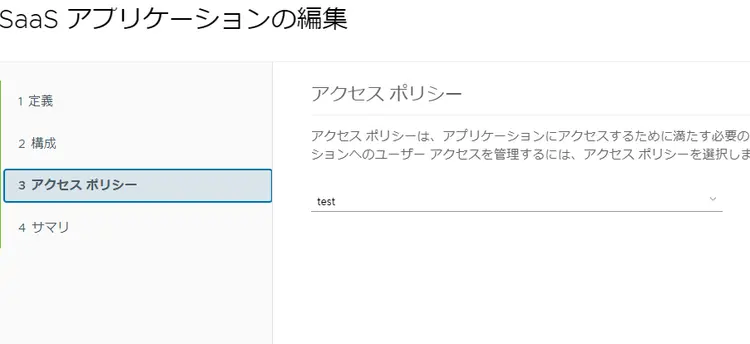 SaaS アプリケーションの編集
1 定義
2 構成
3 アクセス ポリシー
4 サマリ
アクセス ポリシー
アクセス ポリシーは、アプリケーションにアクセスするために満たす必要の
ションへのユーザー アクセスを管理するには、アクセス ポリシーを選択しま
test